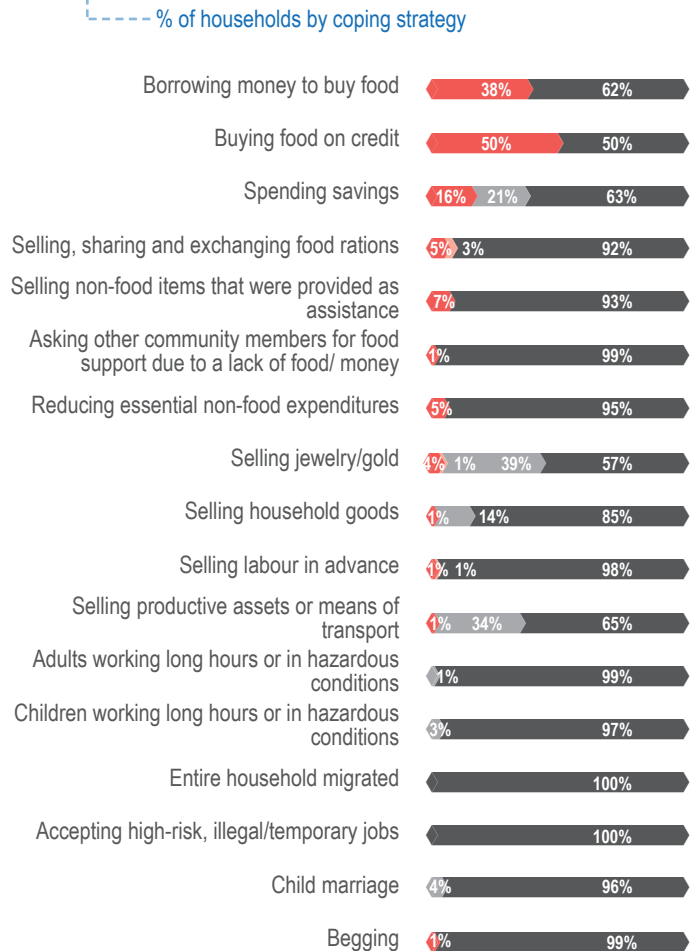 % of households by coping strategy
Borrowing money to buy food 38% 62%
Buying food on credit 50% 50%
Spending savings 16% 21% 63%
Selling, sharing and exchanging food rations 5% 3% 92%
Selling non-food items that were provided as
assistance 7% 93%
Asking other community members for food
support due to a lack of food/ money 1% 99%
Reducing essential non-food expenditures 5% 95%
Selling jewelry/gold 4% 1% 39% 57%
Selling household goods 1% 14% 85%
Selling labour in advance 1% 1% 98%
Selling productive assets or means of
transport 1% 34% 65%
Adults working long hours or in hazardous
conditions 1% 99%
Children working long hours or in hazardous
conditions 3% 97%
Entire household migrated 100%
Accepting high-risk, illegal/temporary jobs 100%
Child marriage 4% 96%
Begging 1% 99%